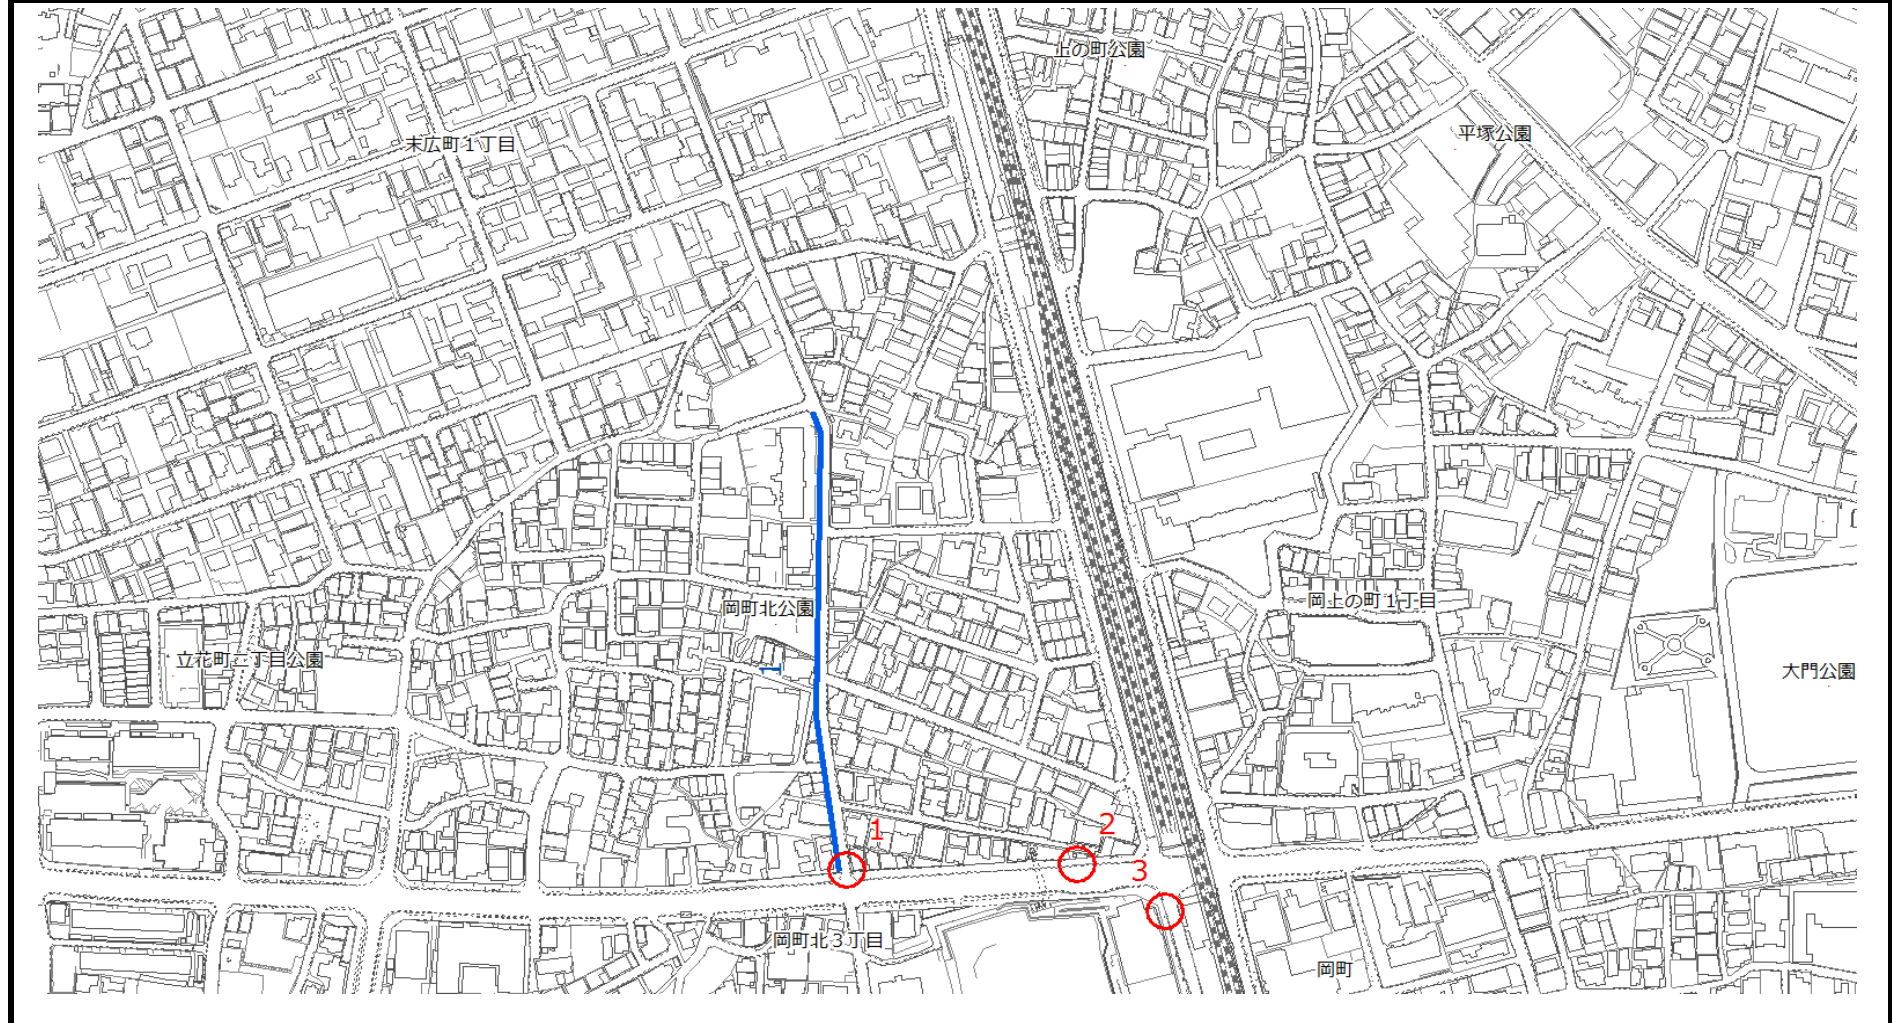 上の町公園
平塚公園
末広町１丁目
岡町北公園
岡上の町１丁目
立花町二丁目公園
1
大門公園
1
2
3
岡町北３丁目
岡町